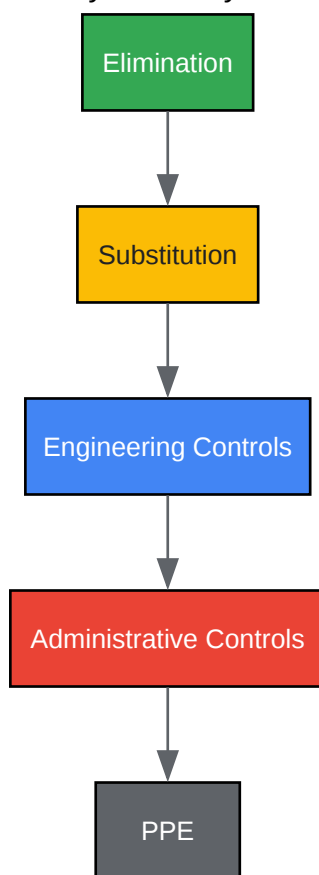 Elimination
Substitution
Engineering Controls
Administrative Controls
PPE